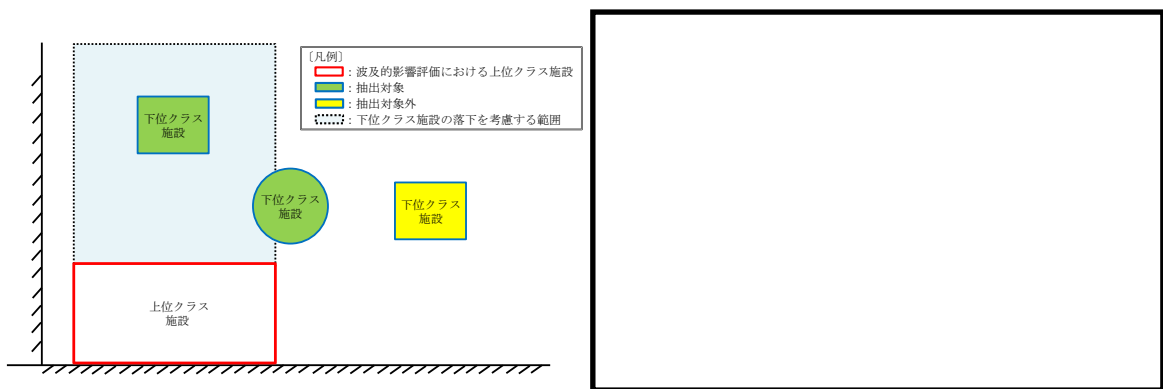 〔凡例〕
：波及的影響評価における上位クラス施設
：抽出対象
：抽出対象外
：下位クラス施設の落下を考慮する範囲
下位クラス
施設
下位クラス
施設
下位クラス
施設
上位クラス
施設